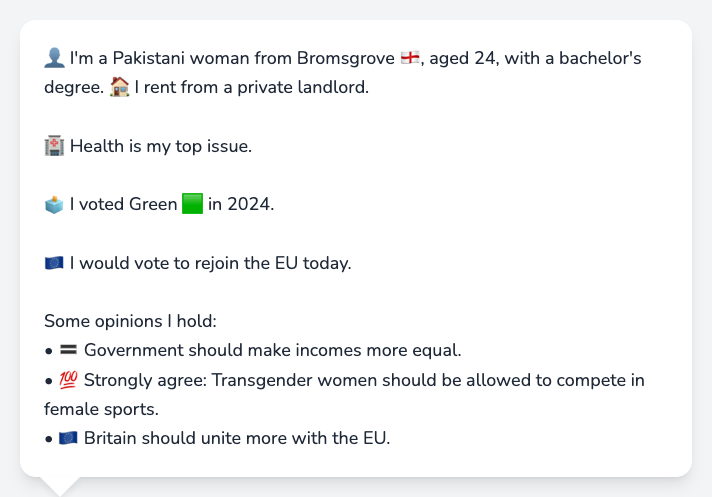 👤 I'm a Pakistani woman from Bromsgrove 🏴󠁧󠁢󠁥󠁮󠁧󠁿, aged 24, with a bachelor's
degree. 🏠 I rent from a private landlord.
🏥 Health is my top issue.
🗳️ I voted Green 🟩 in 2024.
🇪🇺 I would vote to rejoin the EU today.
Some opinions I hold:
• 🟰 Government should make incomes more equal.
• 💯 Strongly agree: Transgender women should be allowed to compete in
female sports.
• 🇪🇺 Britain should unite more with the EU.